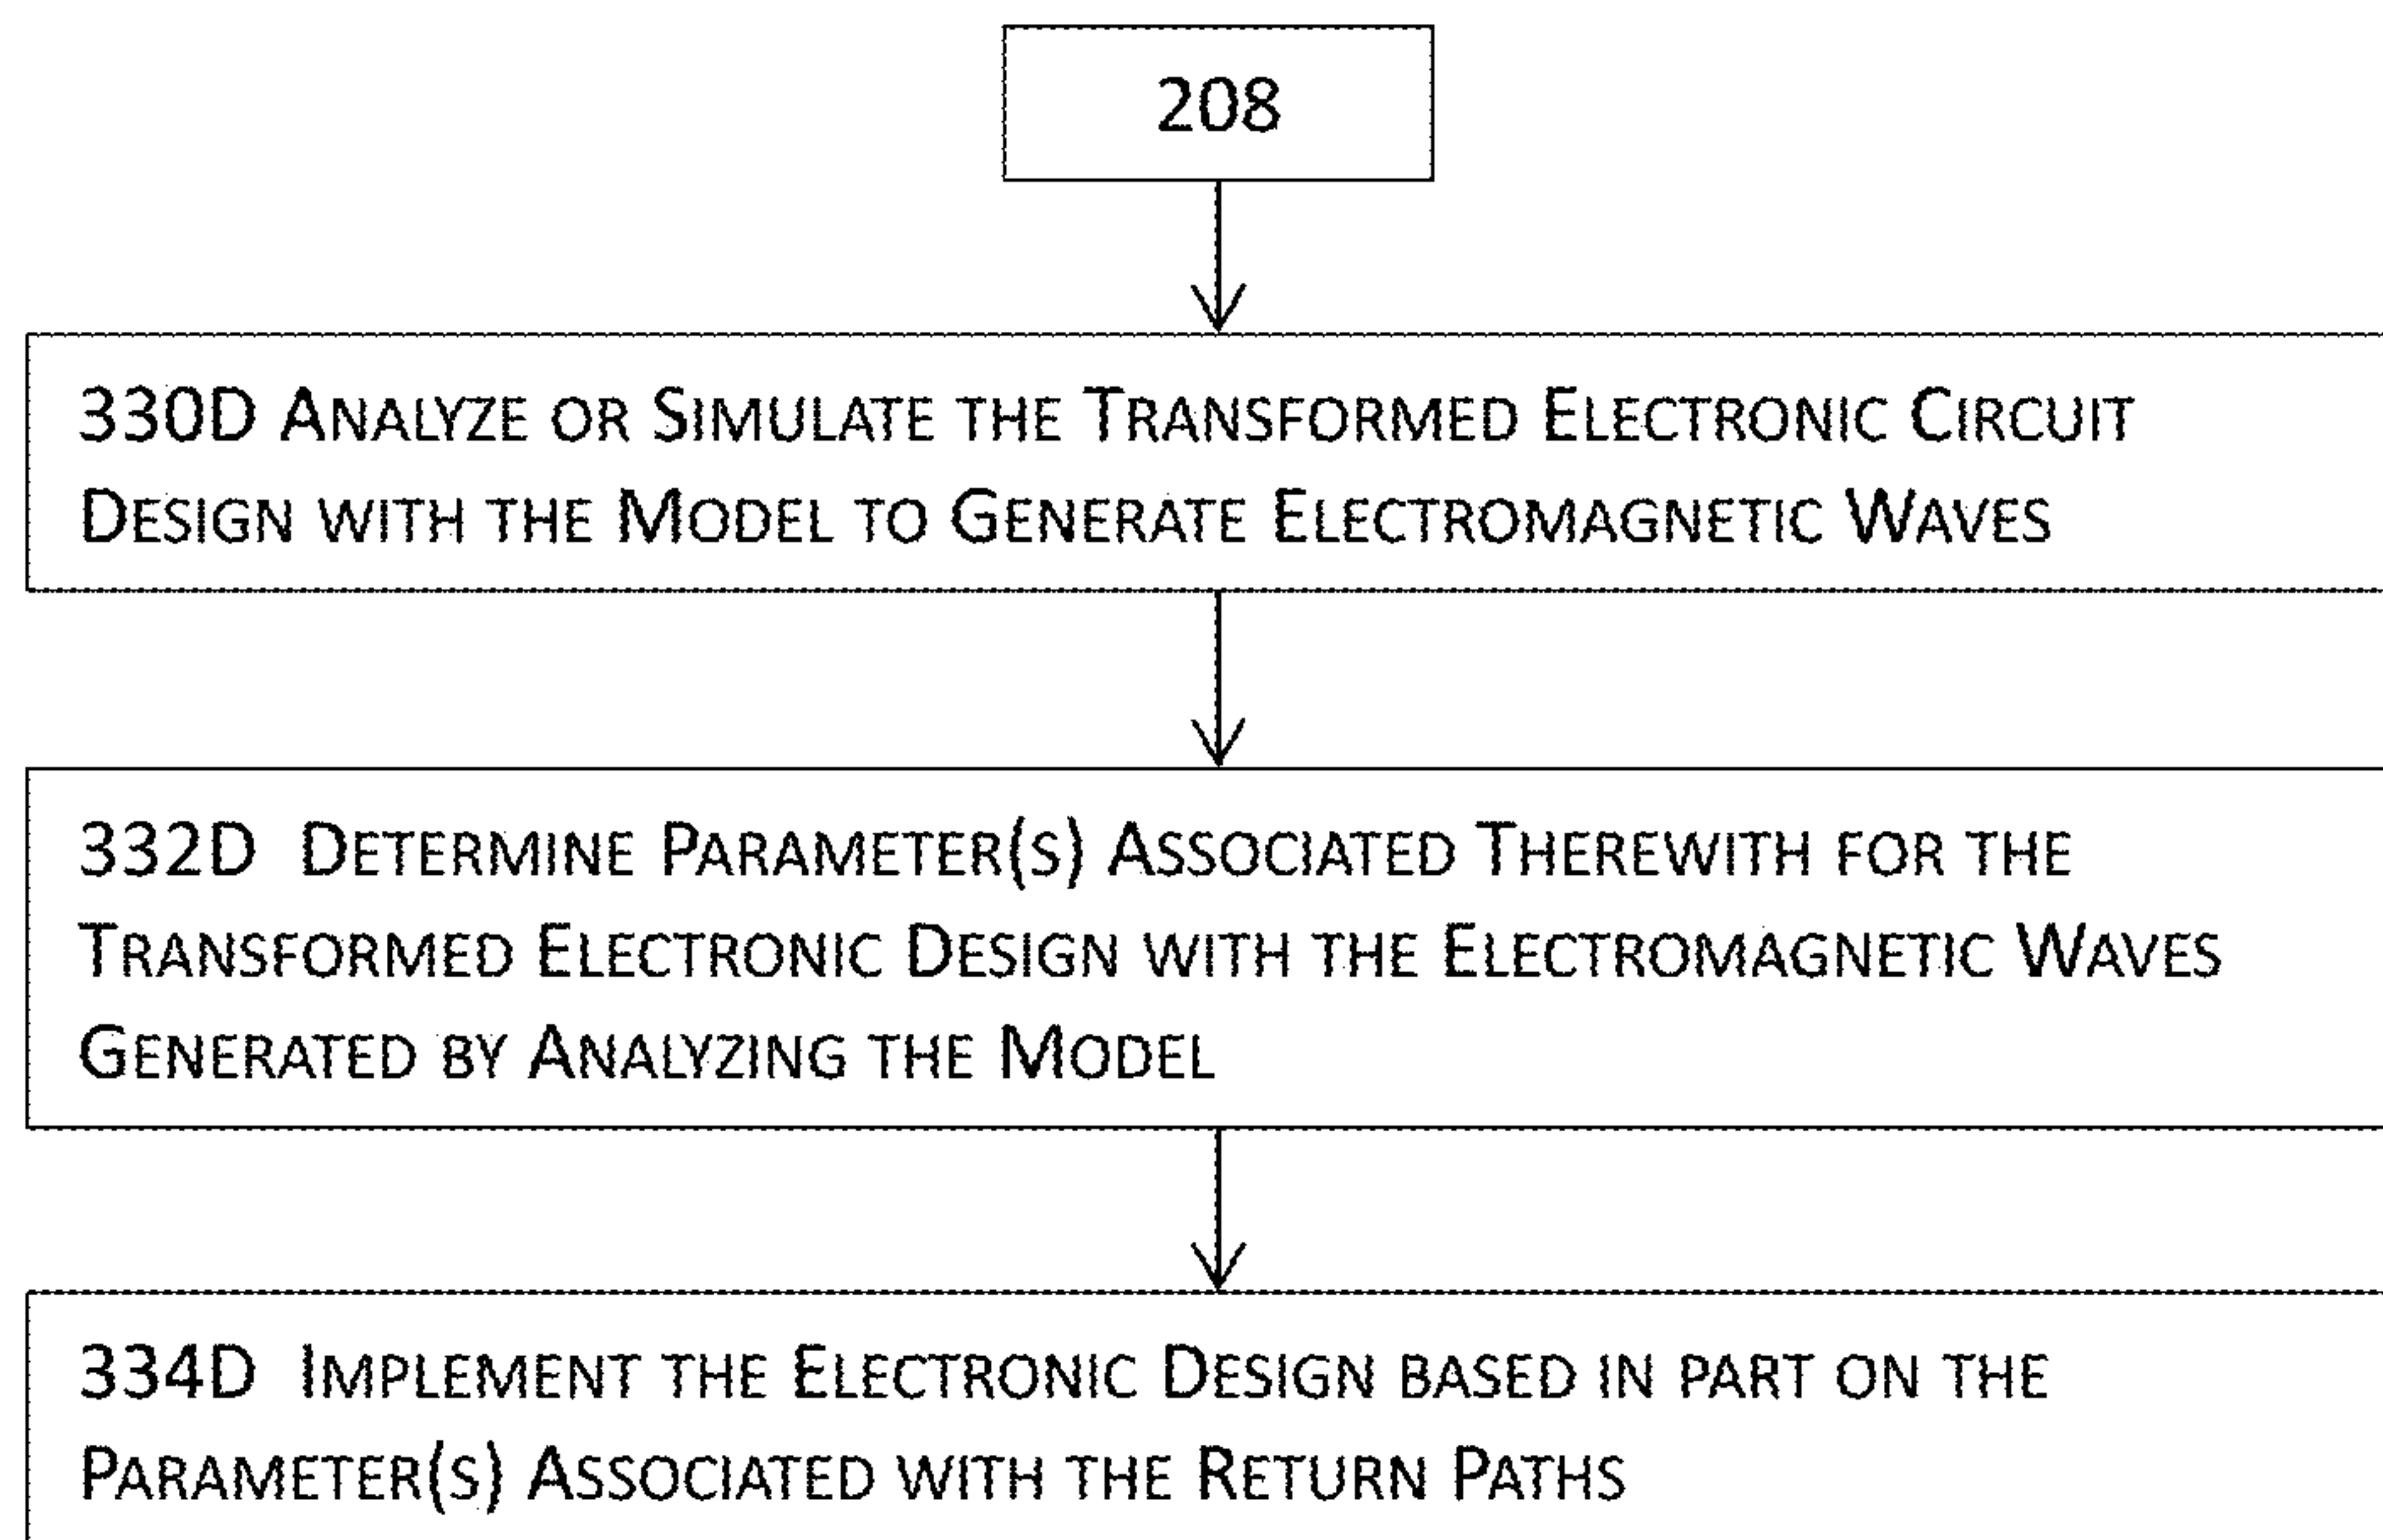 208
330D Analyze or Simulate the Transformed Electronic Circuit
Design with the Model to Generate Electromagnetic Waves
332D Determine Parameter(s) Associated Therewith for the
Transformed Electronic Design with the Electromagnetic Waves
Generated by Analyzing the Model
334D Implement the Electronic Design based in part on the
Parameter(s) Associated with the Return Paths